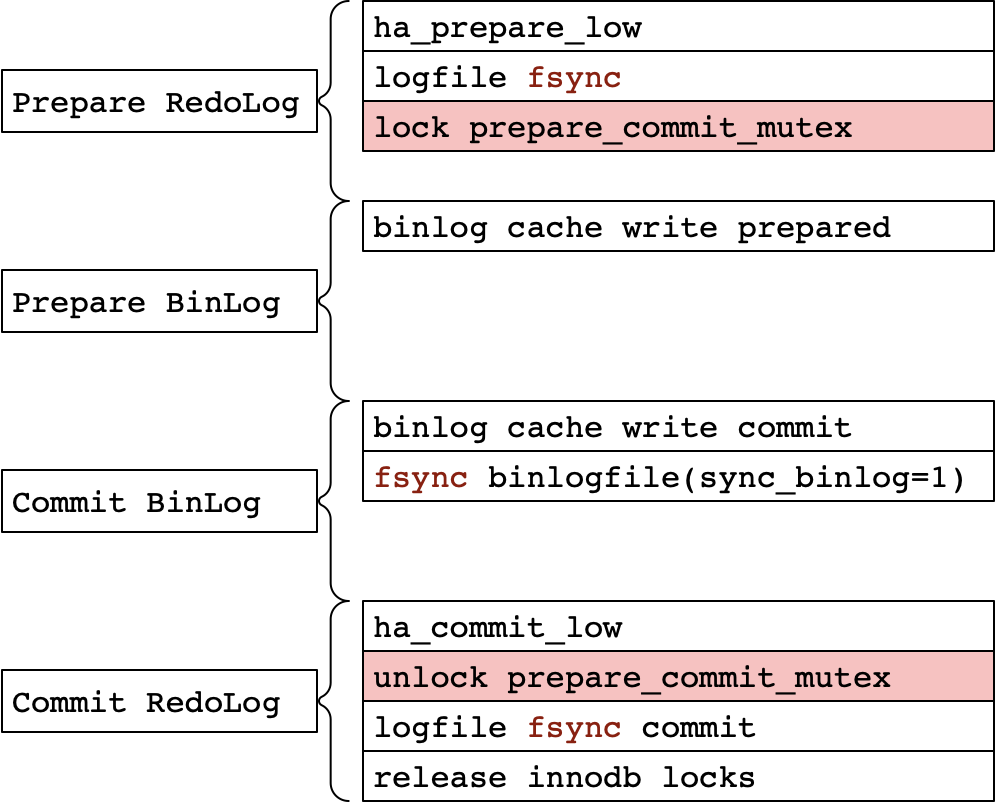 Prepare RedoLog
ha_prepare_low
logfile fsync
lock prepare_commit_mutex
Prepare BinLog
binlog cache write prepared
Commit BinLog
binlog cache write commit
fsync binlogfile(sync_binlog=1)
Commit RedoLog
ha_commit_low
unlock prepare_commit_mutex
logfile fsync commit
release innodb locks